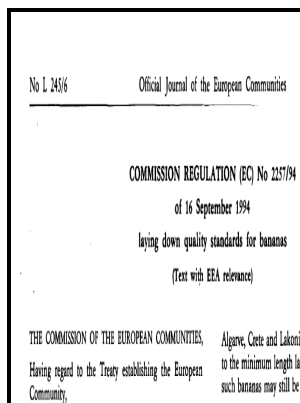 No L 245/6
Official Journal of the European Communities
COMMISSION REGULATION (EC) No 2257/94
of 16 September 1994
laying down quality standards for bananas
(Text with EEA relevance)
THE COMMISSION OF THE EUROPEAN COMMUNITIES,
Having regard to the Treaty establishing the European
Community,
Algarve, Crete and Lakoni
to the minimum length la
such bananas may still be